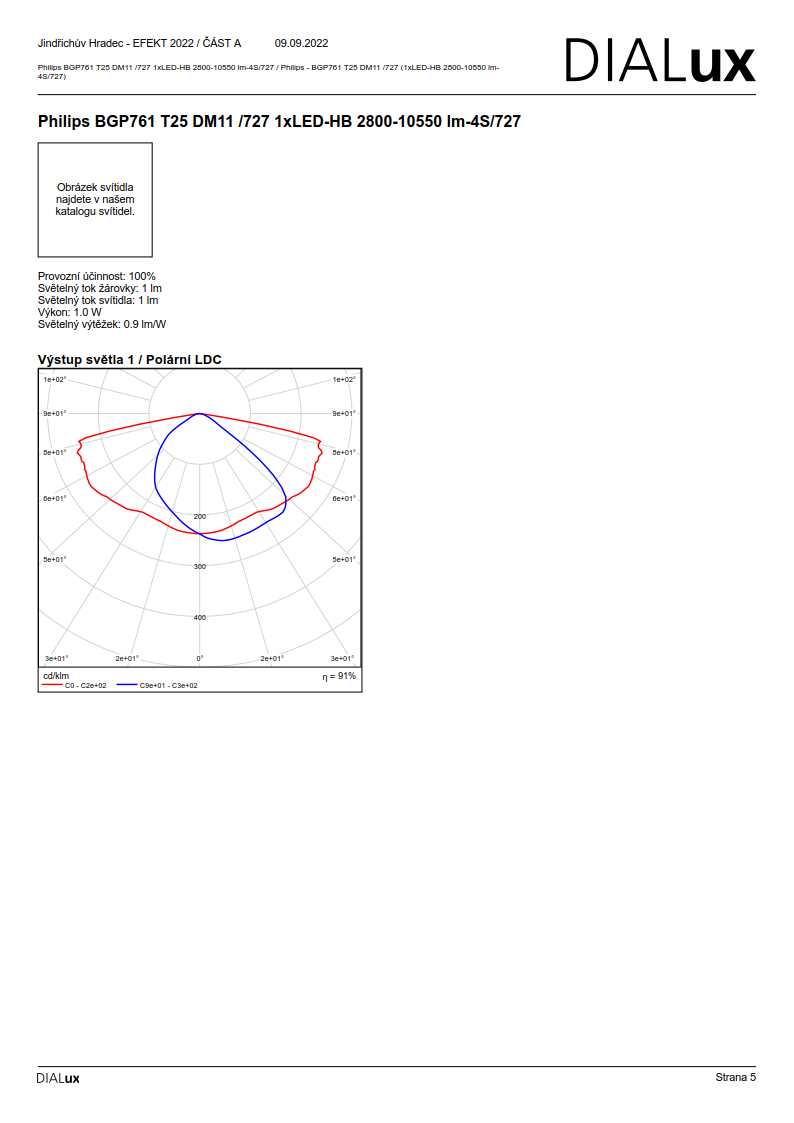 Jindřichův Hradec - EFEKT 2022 / ČÁST A 09.09.2022
DIALux
Philips BGP761 T25 DM11 /727 1xLED-HB 2800-10550 lm-4S/727 / Philips - BGP761 T25 DM11 /727 (1xLED-HB 2800-10550 lm-
4S/727)
Philips BGP761 T25 DM11 /727 1xLED-HB 2800-10550 lm-4S/727
Obrázek svítidla
najdete v našem
katalogu svítidel.
Provozní účinnost: 100%
Světelný tok žárovky: 1 lm
Světelný tok svítidla: 1 lm
Výkon: 1.0 W
Světelný výtěžek: 0.9 lm/W
Výstup světla 1 / Polární LDC
1e+02° 1e+02°
9e+01° 9e+01°
8e+01° 8e+01°
6e+01° 6e+01°
200
5e+01° 5e+01°
300
400
3e+01° 2e+01° 0° 2e+01° 3e+01°
cd/klm η = 91%
C0 - C2e+02 C9e+01 - C3e+02
DIALux Strana 5